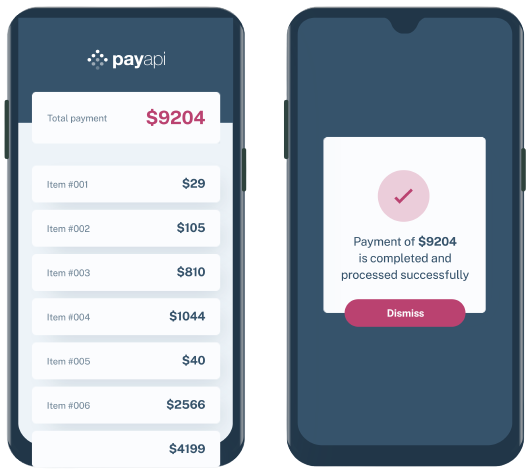 payapi
Total payment $9204
Item #001 $29
Item #002 $105
Item #003 $810
Item #004 $1044
Item #005 $40
Item #006 $2566
$4199
Payment of $9204
is completed and
processed successfully
Dismiss